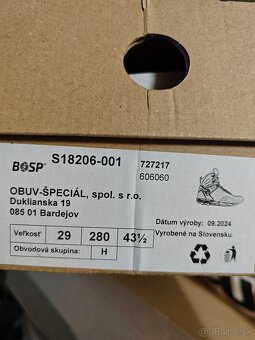 BOSP® S18206-001 727217
606060
OBUV-ŠPECIÁL, spol. s r.o.
Duklianska 19
085 01 Bardejov
Dátum výroby: 09.2024
Vyrobené na Slovensku
Veľkosť 29 280 43½
Obvodová skupina: H
bazos.sk